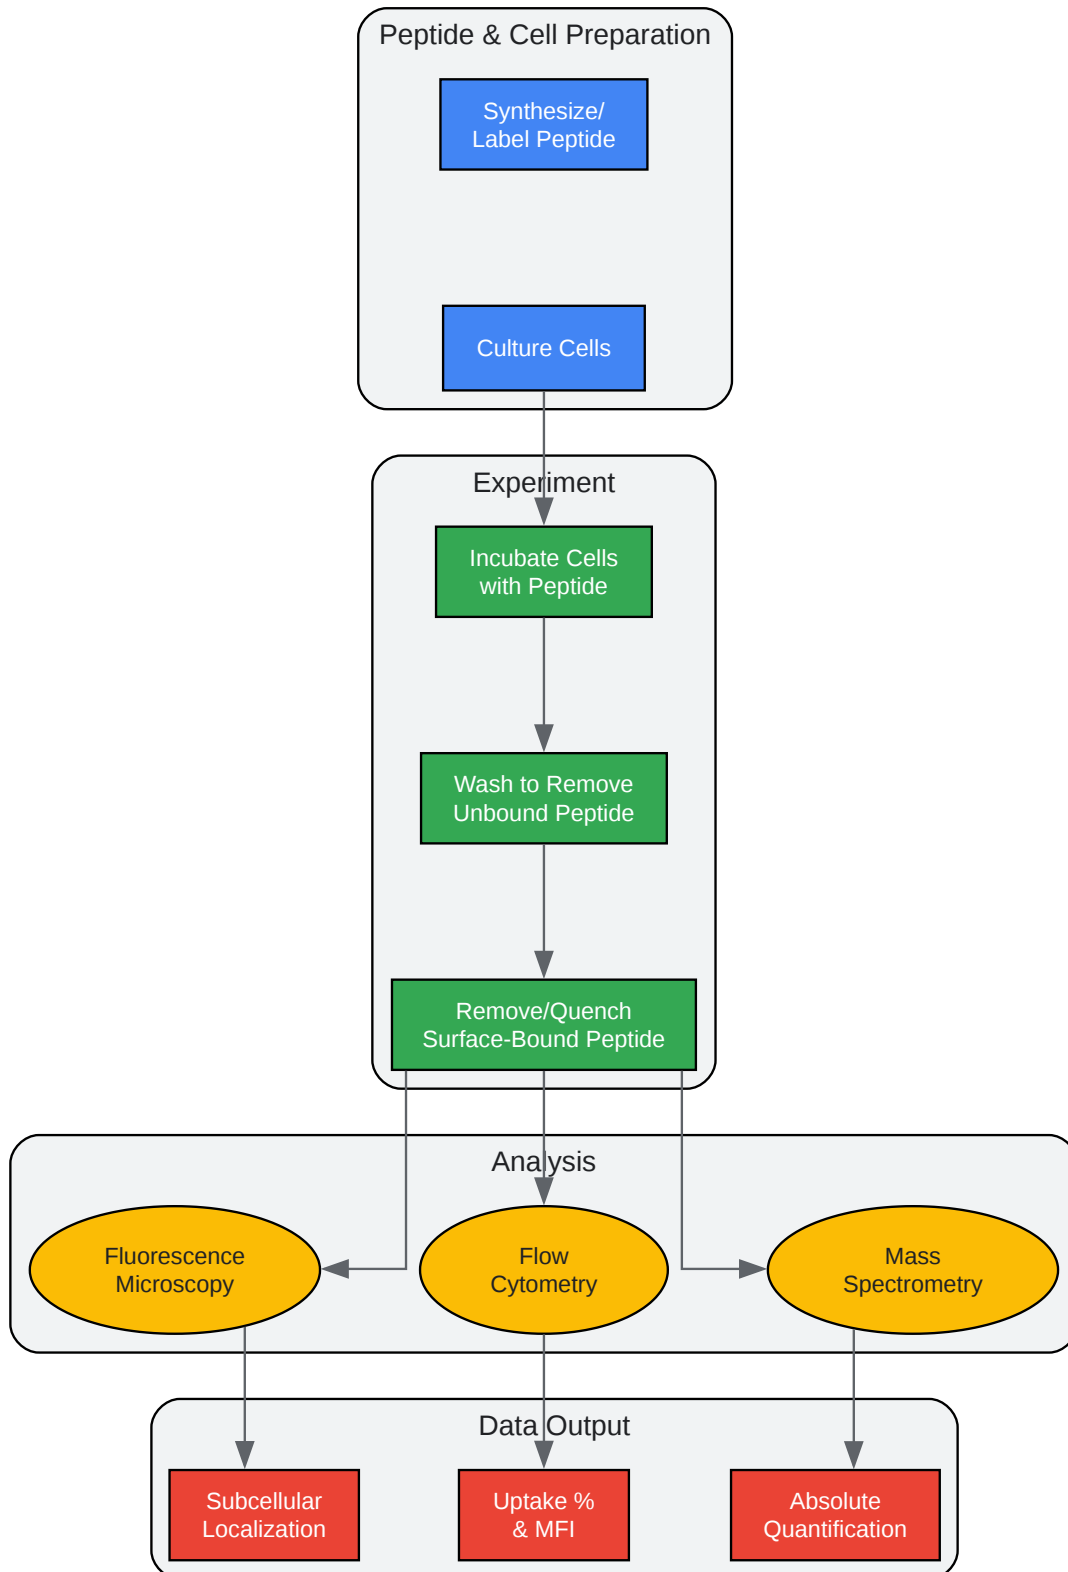 Peptide & Cell Preparation
Synthesize/
Label Peptide
Culture Cells
Experiment
Incubate Cells
with Peptide
Wash to Remove
Unbound Peptide
Remove/Quench
Surface-Bound Peptide
Analysis
Fluorescence
Microscopy
Flow
Cytometry
Mass
Spectrometry
Data Output
Subcellular
Localization
Uptake %
& MFI
Absolute
Quantification